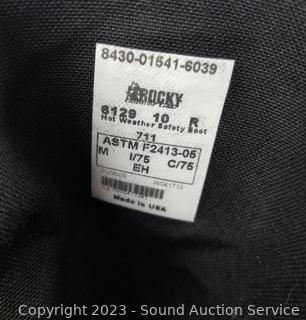 8430-01541-6039
ROCKY
6129 10 R
Hot Weather Safety Boot
711
ASTM F2413-05
M I/75 C/75
EH
W041712
Made in USA
Copyright 2023 - Sound Auction Service